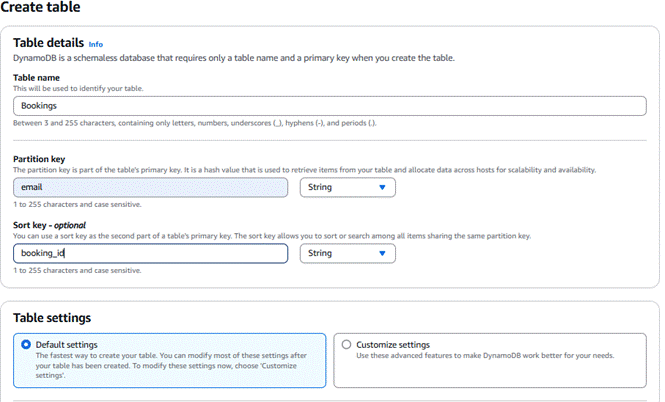 Create table
Table details Info
DynamoDB is a schemaless database that requires only a table name and a primary key when you create the table.
Table name
This will be used to identify your table.
Bookings
Between 3 and 255 characters, containing only letters, numbers, underscores (_), hyphens (-), and periods (.).
Partition key
The partition key is part of the table's primary key. It is a hash value that is used to retrieve items from your table and allocate data across hosts for scalability and availability.
email String
1 to 255 characters and case sensitive.
Sort key - optional
You can use a sort key as the second part of a table's primary key. The sort key allows you to sort or search among all items sharing the same partition key.
booking_id String
1 to 255 characters and case sensitive.
Table settings
Default settings
The fastest way to create your table. You can modify most of these settings after
your table has been created. To modify these settings now, choose 'Customize
settings'.
Customize settings
Use these advanced features to make DynamoDB work better for your needs.